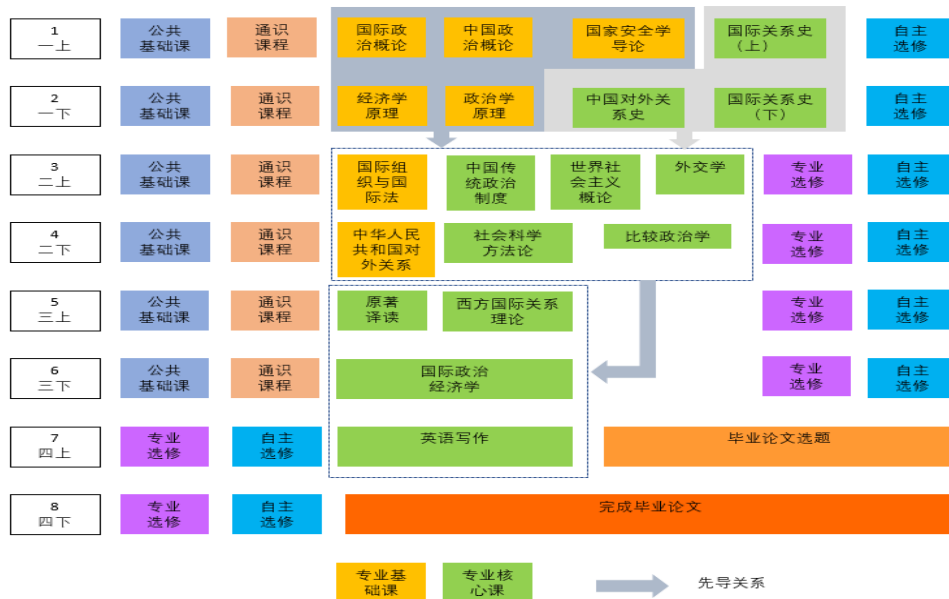 1
一上
公共
基础课
通识
课程
国际政
治概论
中国政
治概论
国家安全学
导论
国际关系史
（上）
自主
选修
2
一下
公共
基础课
通识
课程
经济学
原理
政治学
原理
中国对外关
系史
国际关系史
（下）
自主
选修
3
二上
公共
基础课
通识
课程
国际组
织与国
际法
中国传
统政治
制度
世界社
会主义
概论
外交学
专业
选修
自主
选修
4
二下
公共
基础课
通识
课程
中华人民
共和国对
外关系
社会科学
方法论
比较政治学
专业
选修
自主
选修
5
三上
公共
基础课
通识
课程
原著
译读
西方国际关系
理论
专业
选修
自主
选修
6
三下
公共
基础课
通识
课程
国际政治
经济学
专业
选修
自主
选修
7
四上
专业
选修
自主
选修
英语写作
毕业论文选题
8
四下
专业
选修
自主
选修
完成毕业论文
专业基
础课
专业核
心课
先导关系